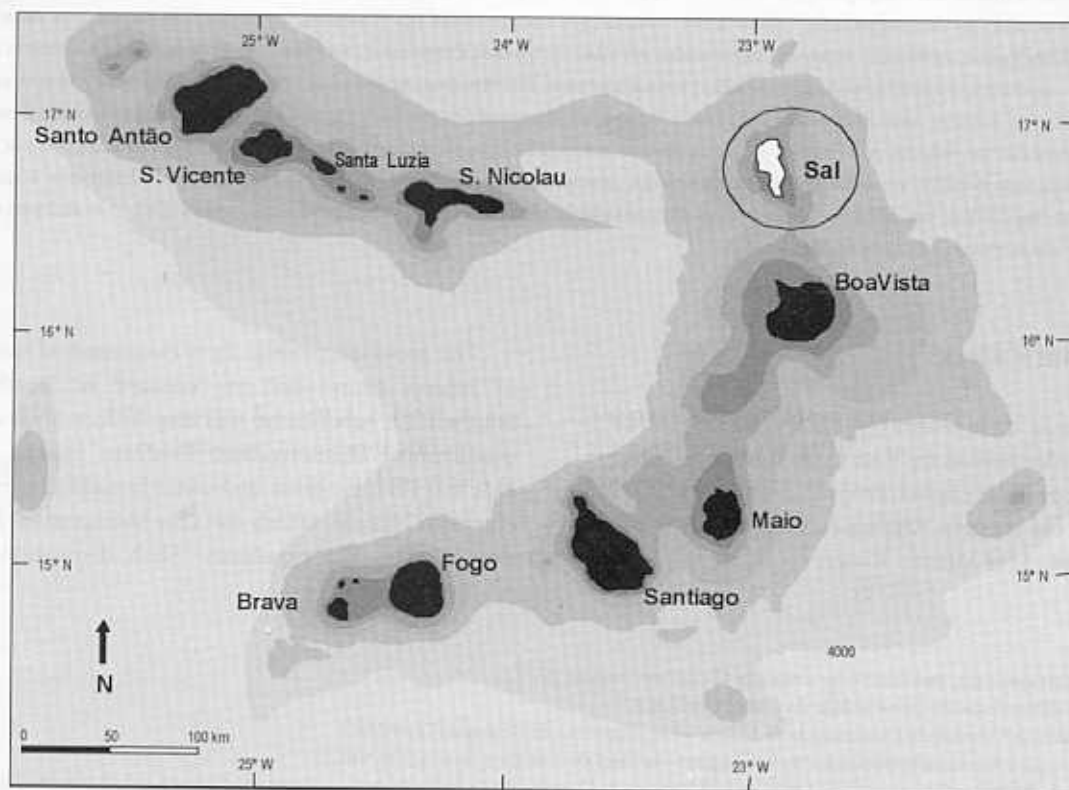 25° W 24° W 23° W
17° N 17° N
Santo Antão
S. Vicente
Santa Luzia
S. Nicolau
Sal
BoaVista
16° N 16° N
Maio
15° N 15° N
Fogo
Brava
Santiago
4000
N
0 50 100 km
25° W 23° W